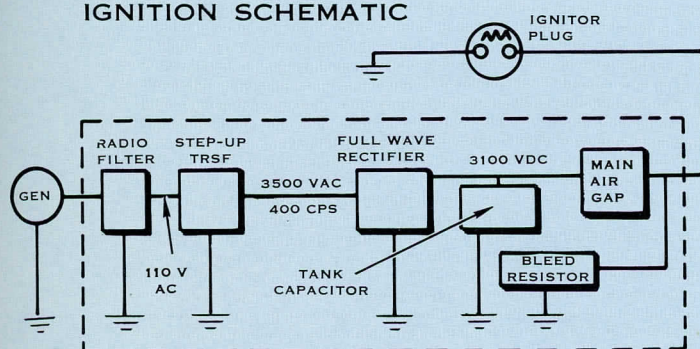 IGNITION SCHEMATIC
IGNITOR
PLUG
RADIO
FILTER
STEP-UP
TRSF
FULL WAVE
RECTIFIER
3100 VDC
MAIN
AIR
GAP
GEN
3500 VAC
400 CPS
110 V
AC
TANK
CAPACITOR
BLEED
RESISTOR